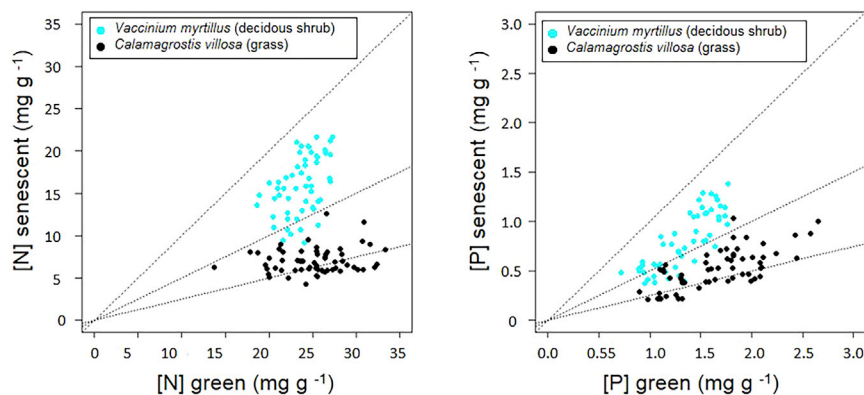 Vaccinium myrtillus (decidous shrub)
Calamagrostis villosa (grass)
35
30
25
20
15
10
5
0
[N] senescent (mg g -1)
0 5 10 15 20 25 30 35
[N] green (mg g -1)
Vaccinium myrtillus (decidous shrub)
Calamagrostis villosa (grass)
3.0
2.5
2.0
1.5
1.0
0.5
0.0
[P] senescent (mg g -1)
0.0 0.55 1.0 1.5 2.0 2.5 3.0
[P] green (mg g -1)